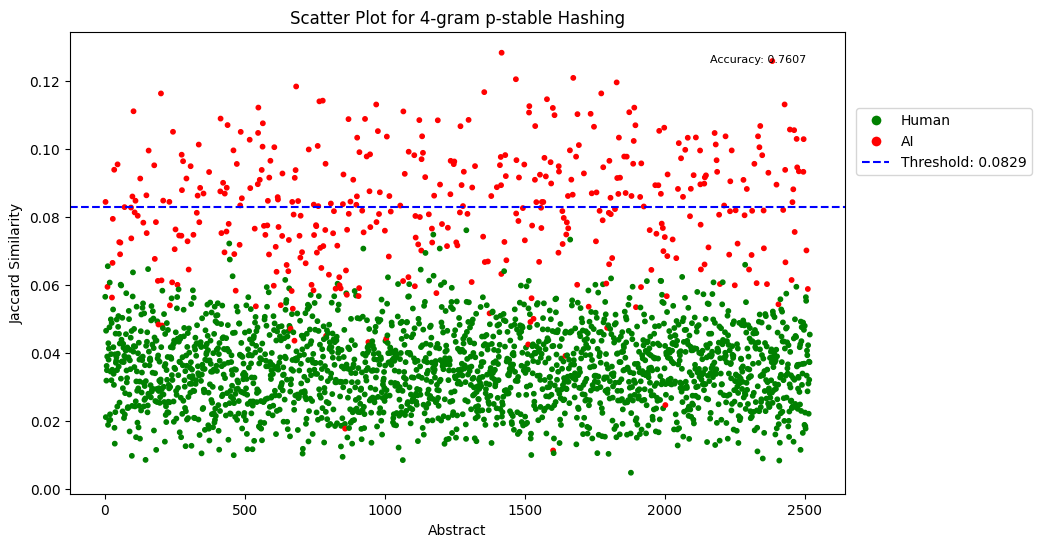 Scatter Plot for 4-gram p-stable Hashing
Accuracy: 0.7607
Human
AI
Threshold: 0.0829
Jaccard Similarity
0.12
0.10
0.08
0.06
0.04
0.02
0.00
0 500 1000 1500 2000 2500
Abstract